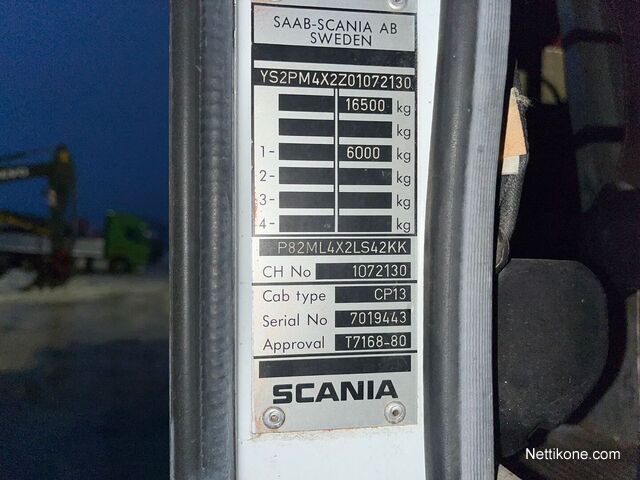 SAAB-SCANIA AB
SWEDEN
YS2PM4X2Z01072130
16500 kg
kg
1- 6000 kg
2- kg
3- kg
4- kg
P82ML4X2LS42KK
CH No 1072130
Cab type CP13
Serial No 7019443
Approval T7168-80
SCANIA
Nettikone.com